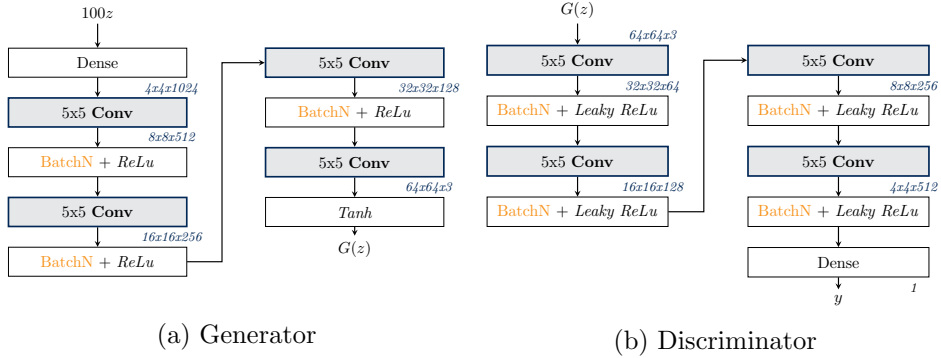 100z
Dense
4x4x1024
5x5 Conv
8x8x512
BatchN + ReLu
5x5 Conv
16x16x256
BatchN + ReLu
5x5 Conv
32x32x128
BatchN + ReLu
5x5 Conv
64x64x3
Tanh
G(z)
(a) Generator
G(z)
64x64x3
5x5 Conv
32x32x64
BatchN + Leaky ReLu
5x5 Conv
16x16x128
BatchN + Leaky ReLu
5x5 Conv
8x8x256
BatchN + Leaky ReLu
5x5 Conv
4x4x512
BatchN + Leaky ReLu
Dense
1
y
(b) Discriminator